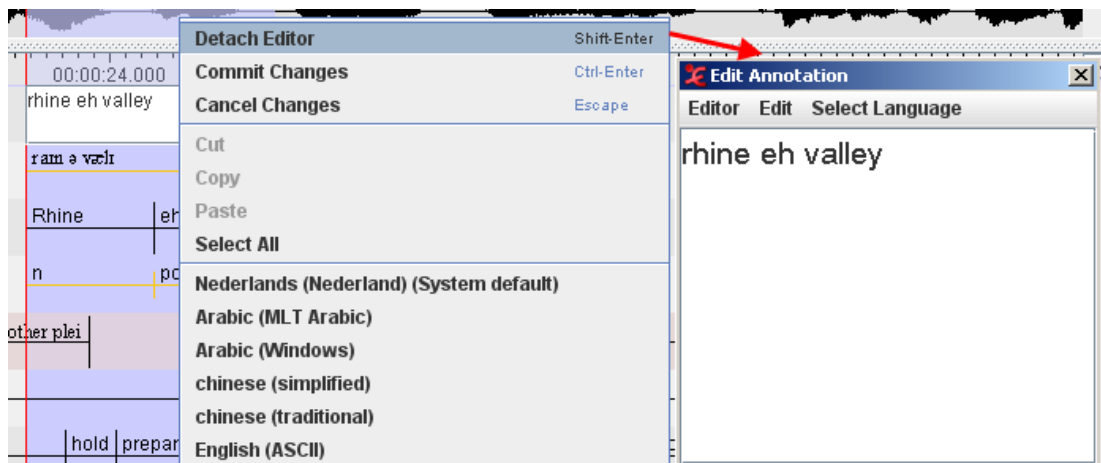 00:00:24.000
rhine eh valley
Rhine
n
other plei
hold
Detach Editor Shift-Enter
Commit Changes Ctrl-Enter
Cancel Changes Escape
Cut
Copy
Paste
Select All
Nederlands (Nederland) (System default)
Arabic (MLT Arabic)
Arabic (Windows)
chinese (simplified)
chinese (traditional)
English (ASCII)
Edit Annotation
Editor Edit Select Language
rhine eh valley